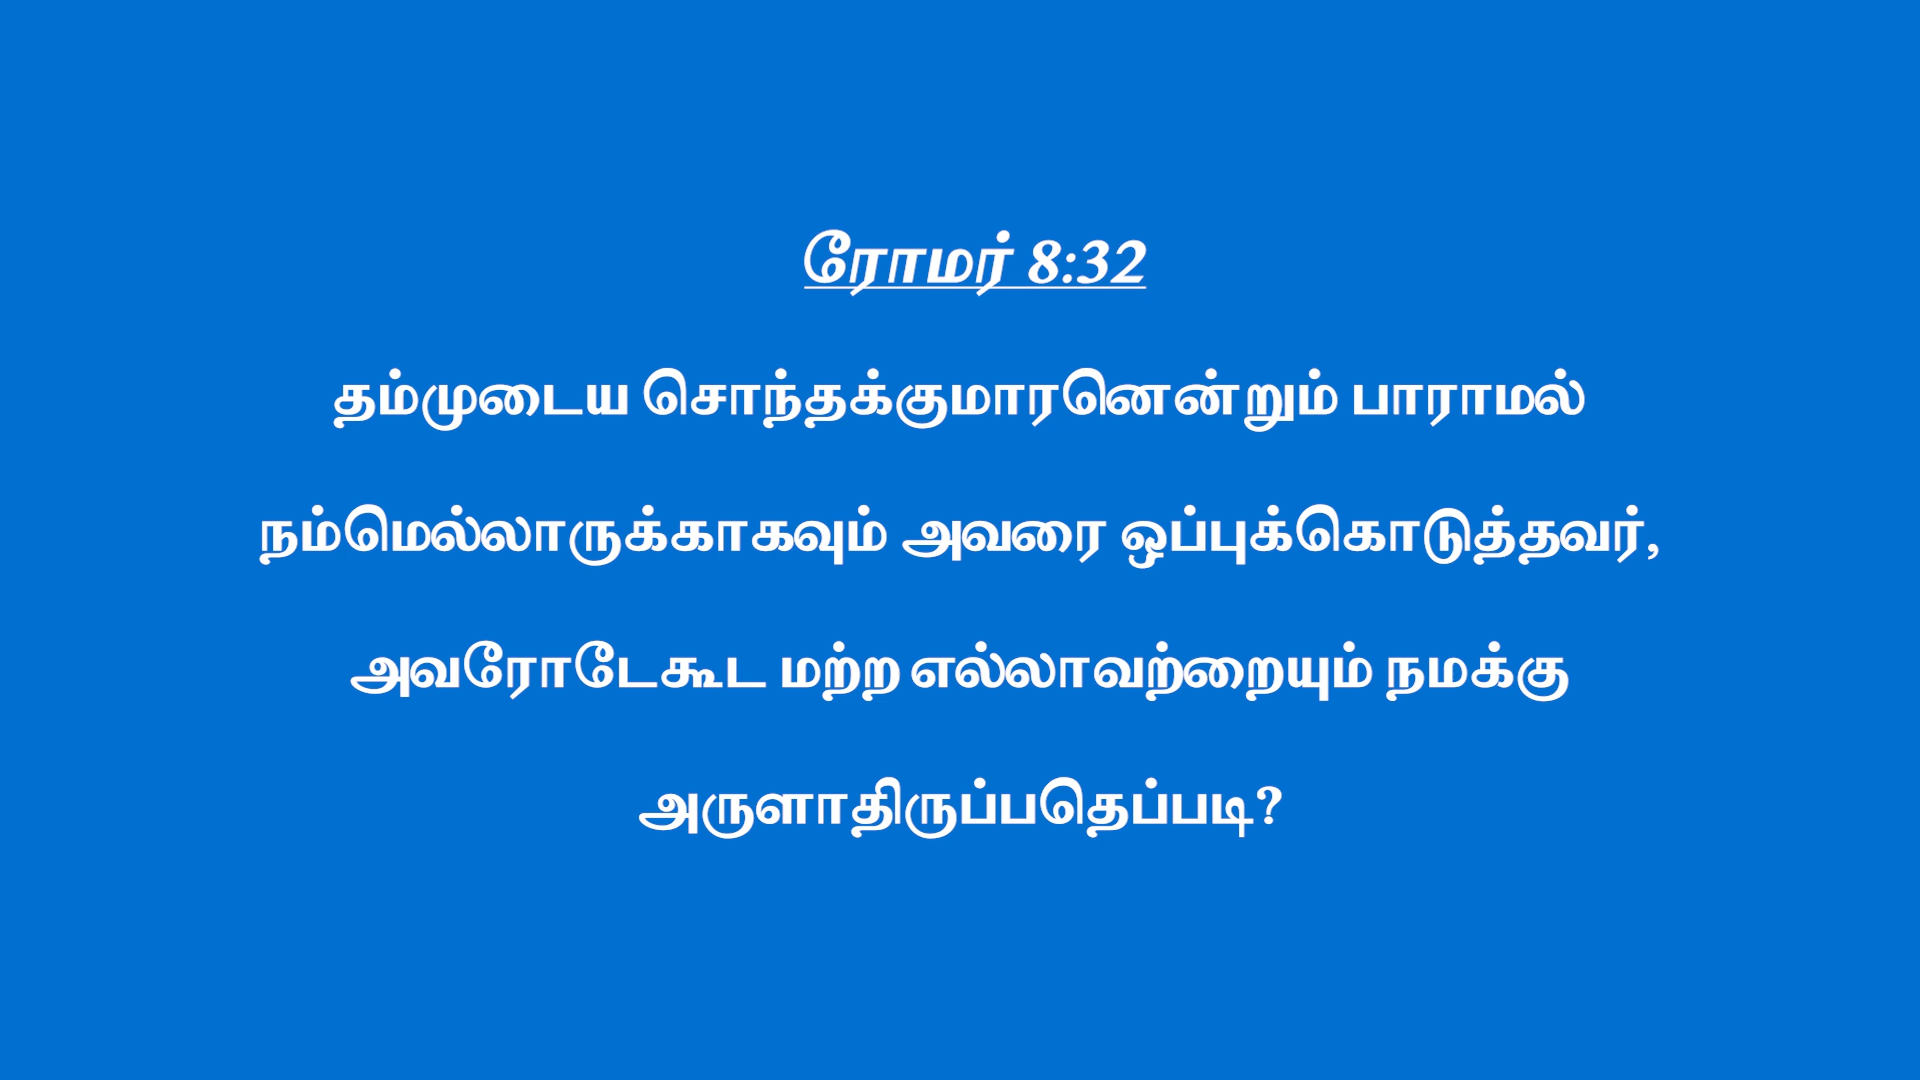 ரோமர் 8:32
தம்முடைய சொந்தக்குமாரனென்றும் பாராமல்
நம்மெல்லாருக்காகவும் அவரை ஒப்புக்கொடுத்தவர்,
அவரோடேகூட மற்ற எல்லாவற்றையும் நமக்கு
அருளாதிருப்பதெப்படி?